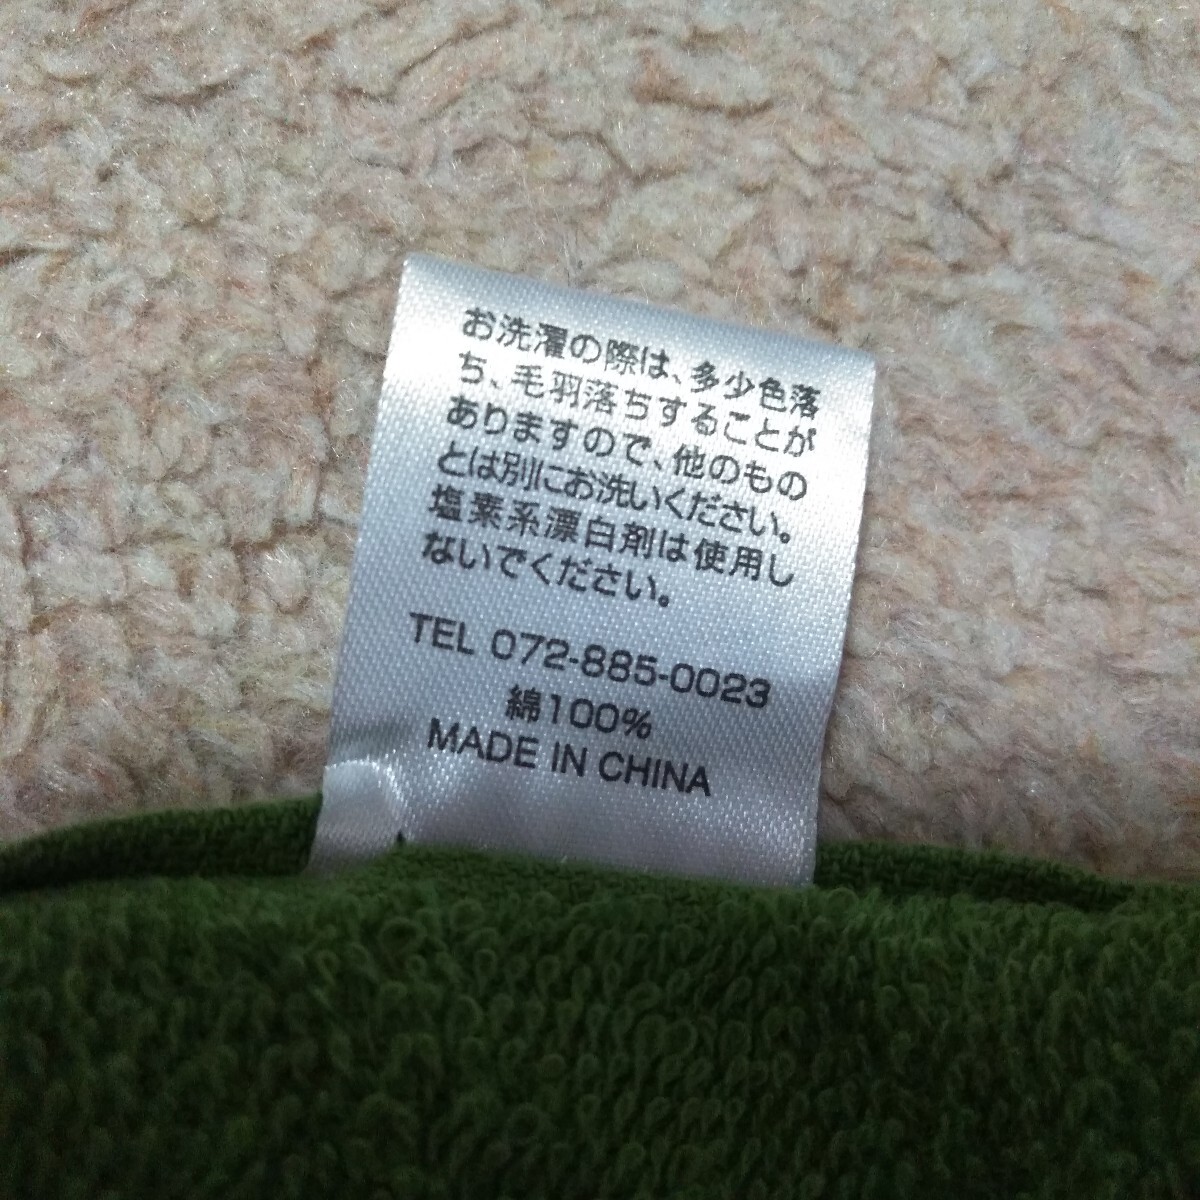 お洗濯の際は、多少色落
ち、毛羽落ちすることが
ありますので、他のもの
とは別にお洗いください。
塩素系漂白剤は使用し
ないでください。
TEL 072-885-0023
綿100%
MADE IN CHINA